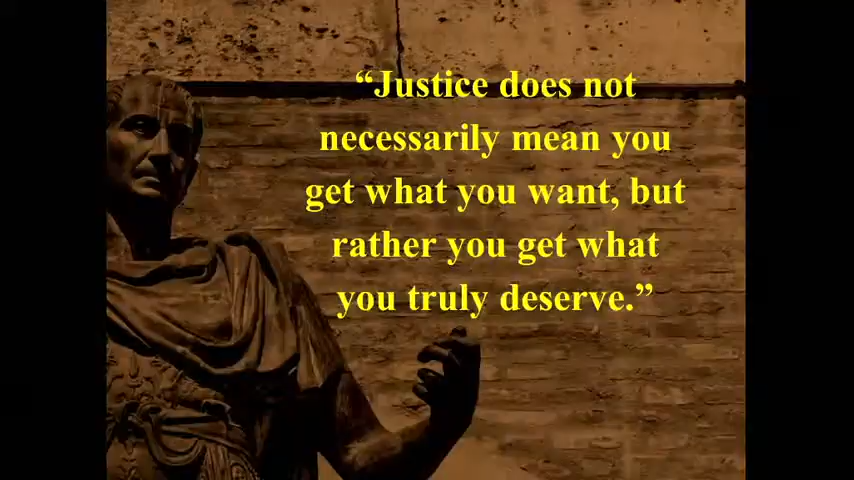 “Justice does not
necessarily mean you
get what you want, but
rather you get what
you truly deserve.”